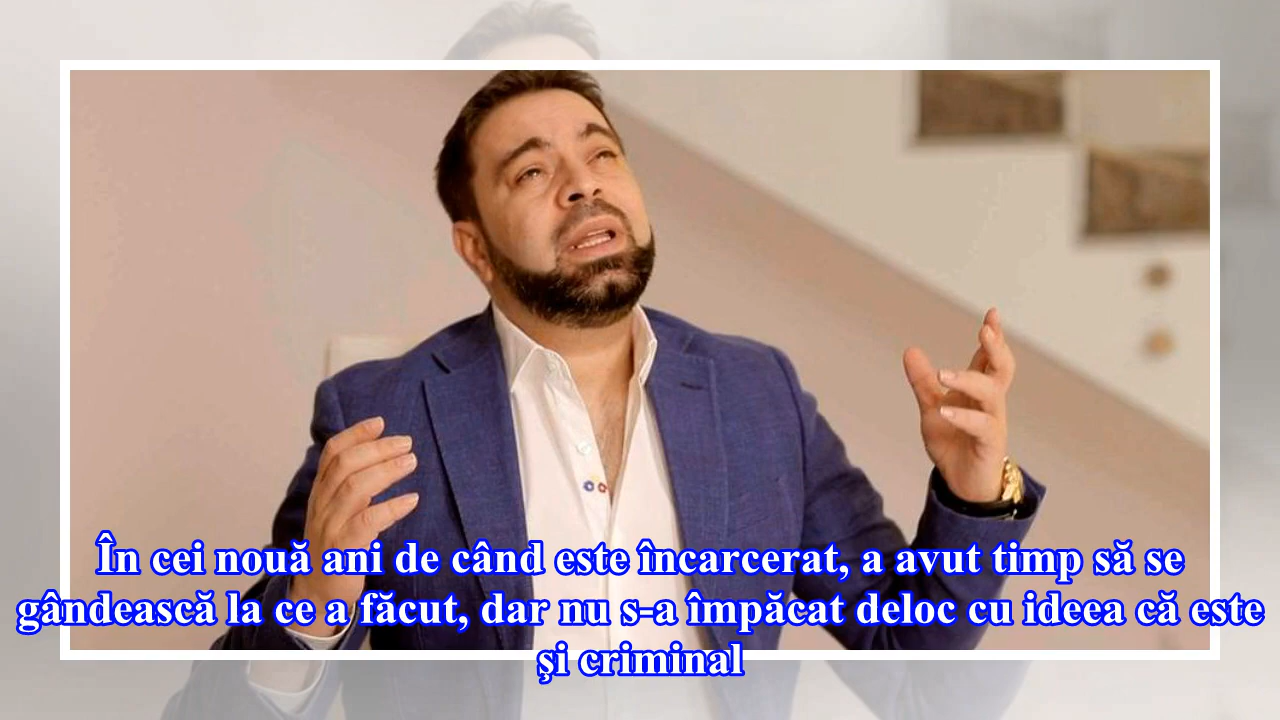 În cei nouă ani de când este încarcerat, a avut timp să se
gândească la ce a făcut, dar nu s-a împăcat deloc cu ideea că este
şi criminal